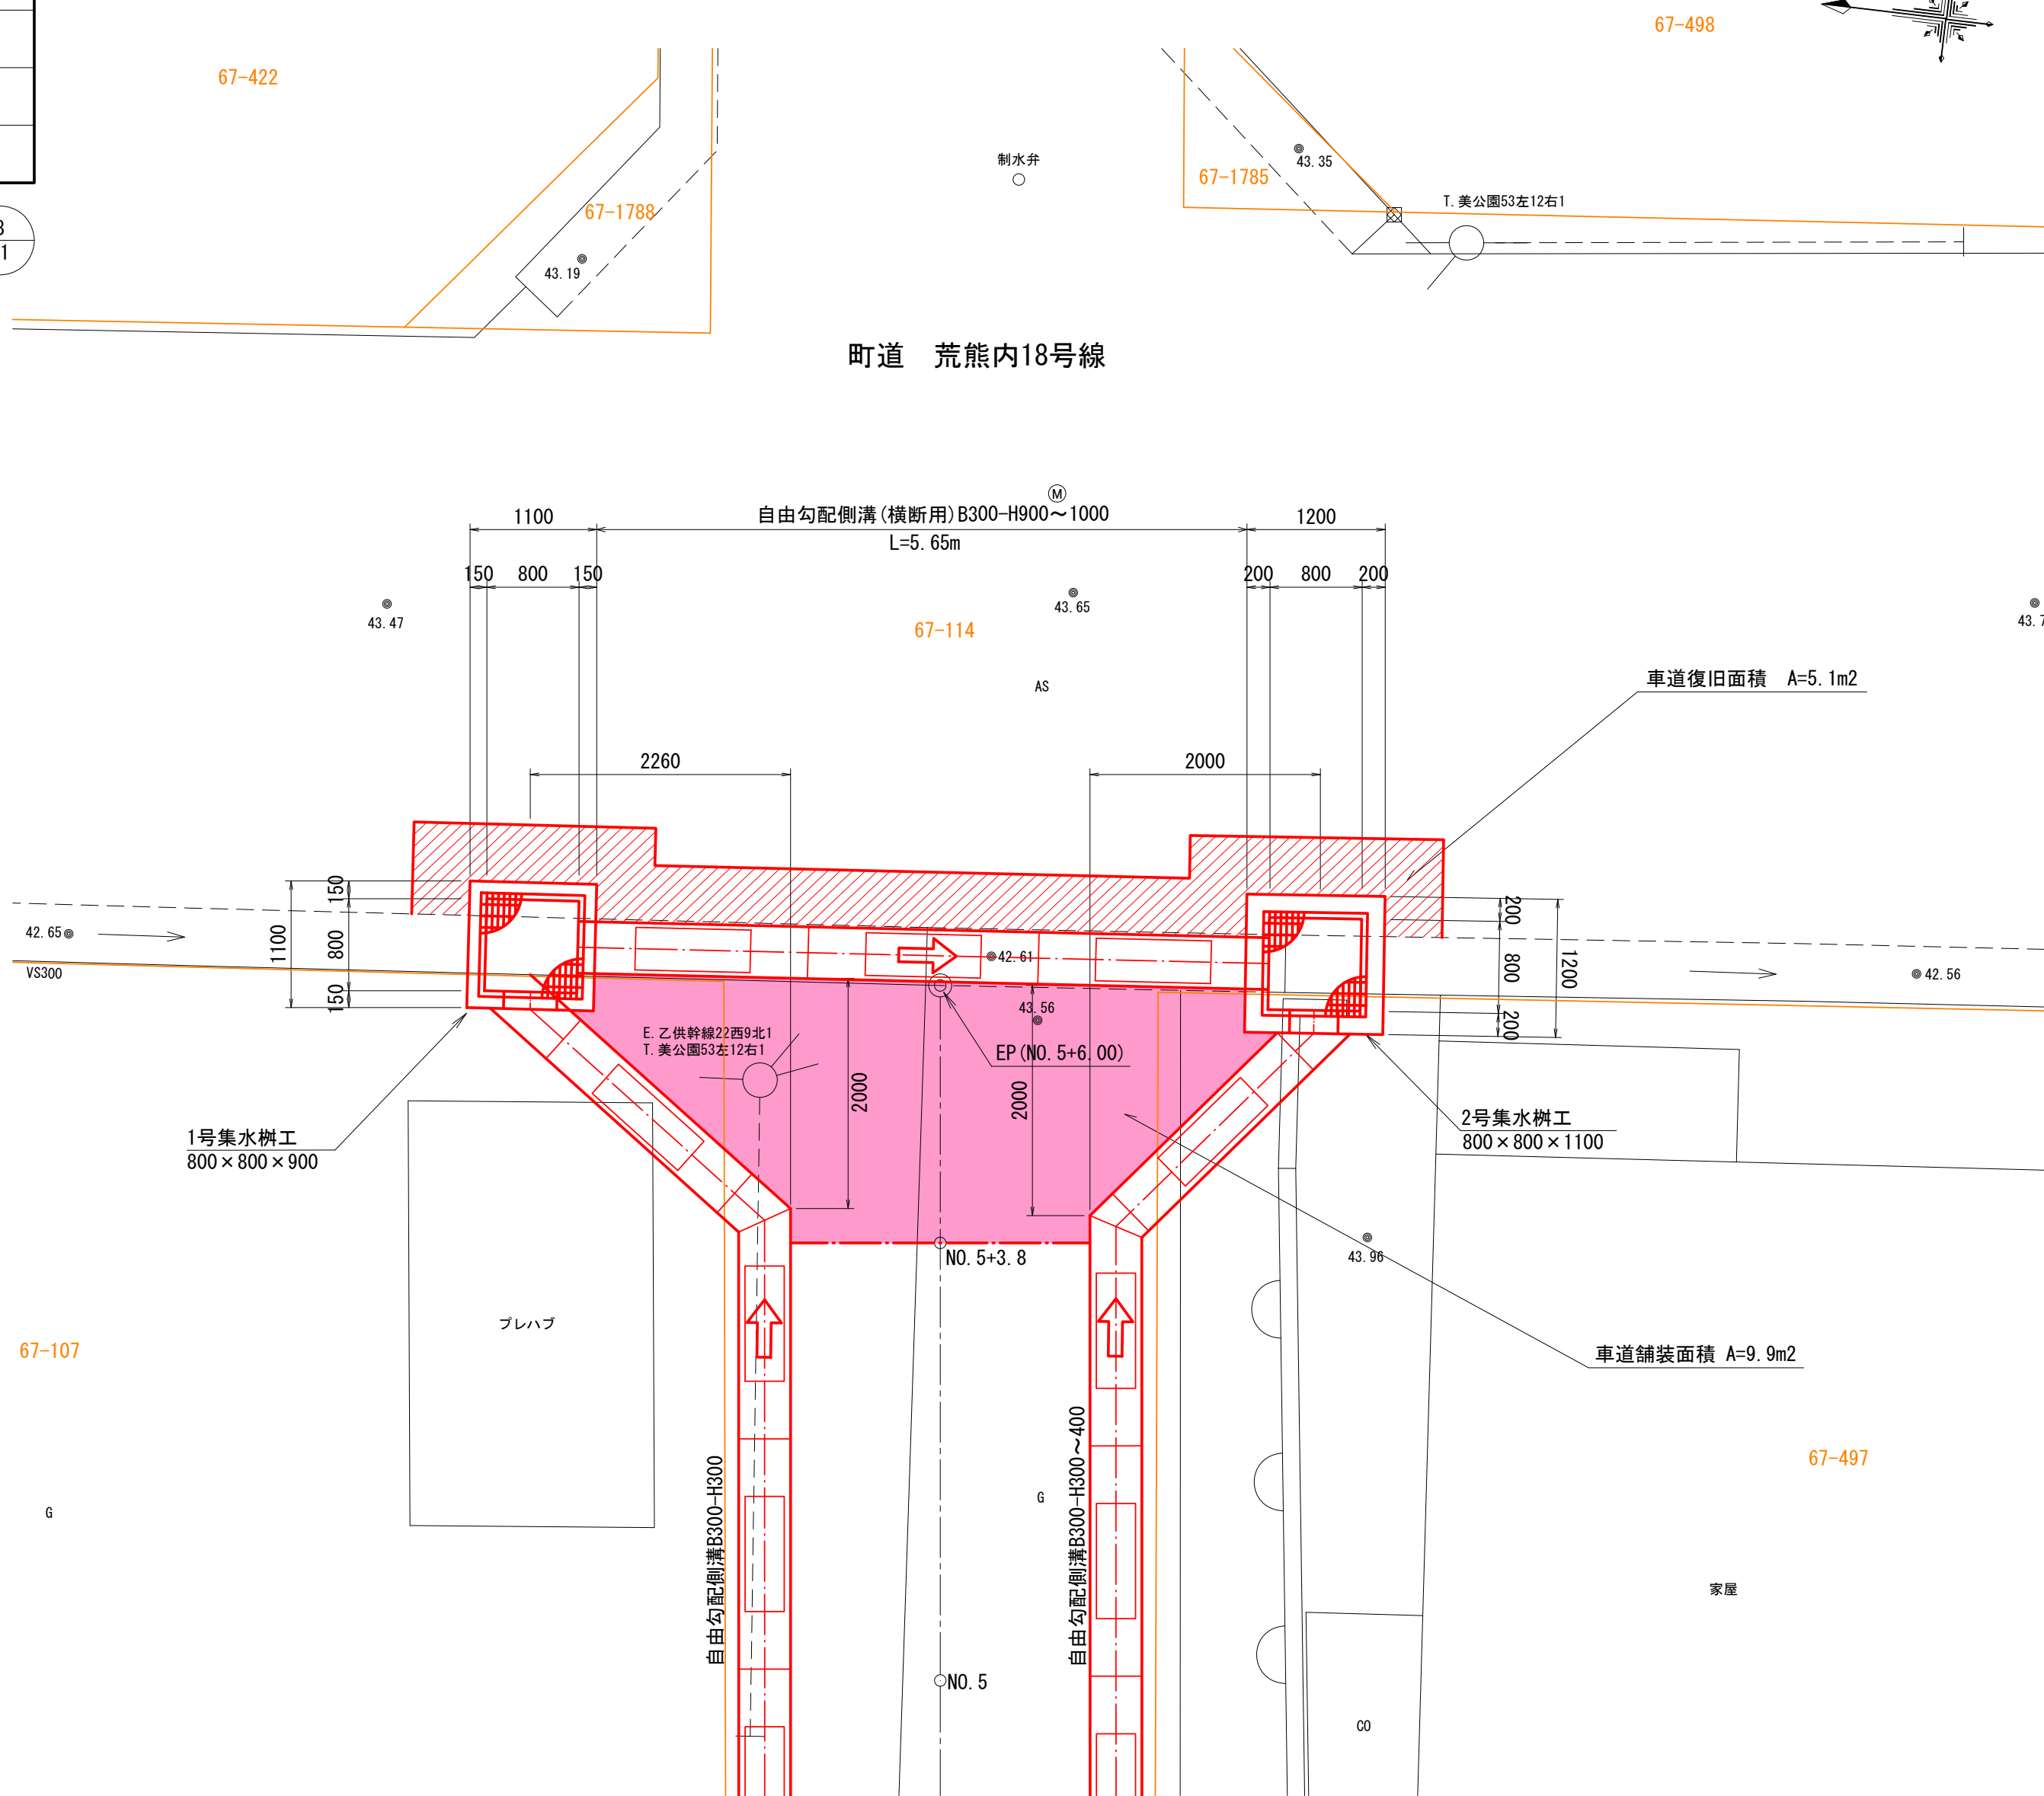 67-498
67-422
制水弁
43.35
67-1785
T.美公園53左12右1
67-1788
3
1
43.19
町道　荒熊内18号線
M
1100
自由勾配側溝(横断用)B300-H900～1000
1200
L=5.65m
150
800
150
200
800
200
43.47
43.65
67-114
AS
車道復旧面積　A=5.1m2
2260
2000
150
800
150
1100
200
800
200
1200
42.65
VS300
42.61
42.56
43.56
E.乙供幹線22西9北1
T.美公園53左12右1
EP(NO.5+6.00)
2000
2000
1号集水桝工
800×800×900
2号集水桝工
800×800×1100
NO.5+3.8
43.96
プレハブ
67-107
車道舗装面積 A=9.9m2
自由勾配側溝B300-H300
自由勾配側溝B300-H300～400
67-497
G
G
家屋
NO.5
CO